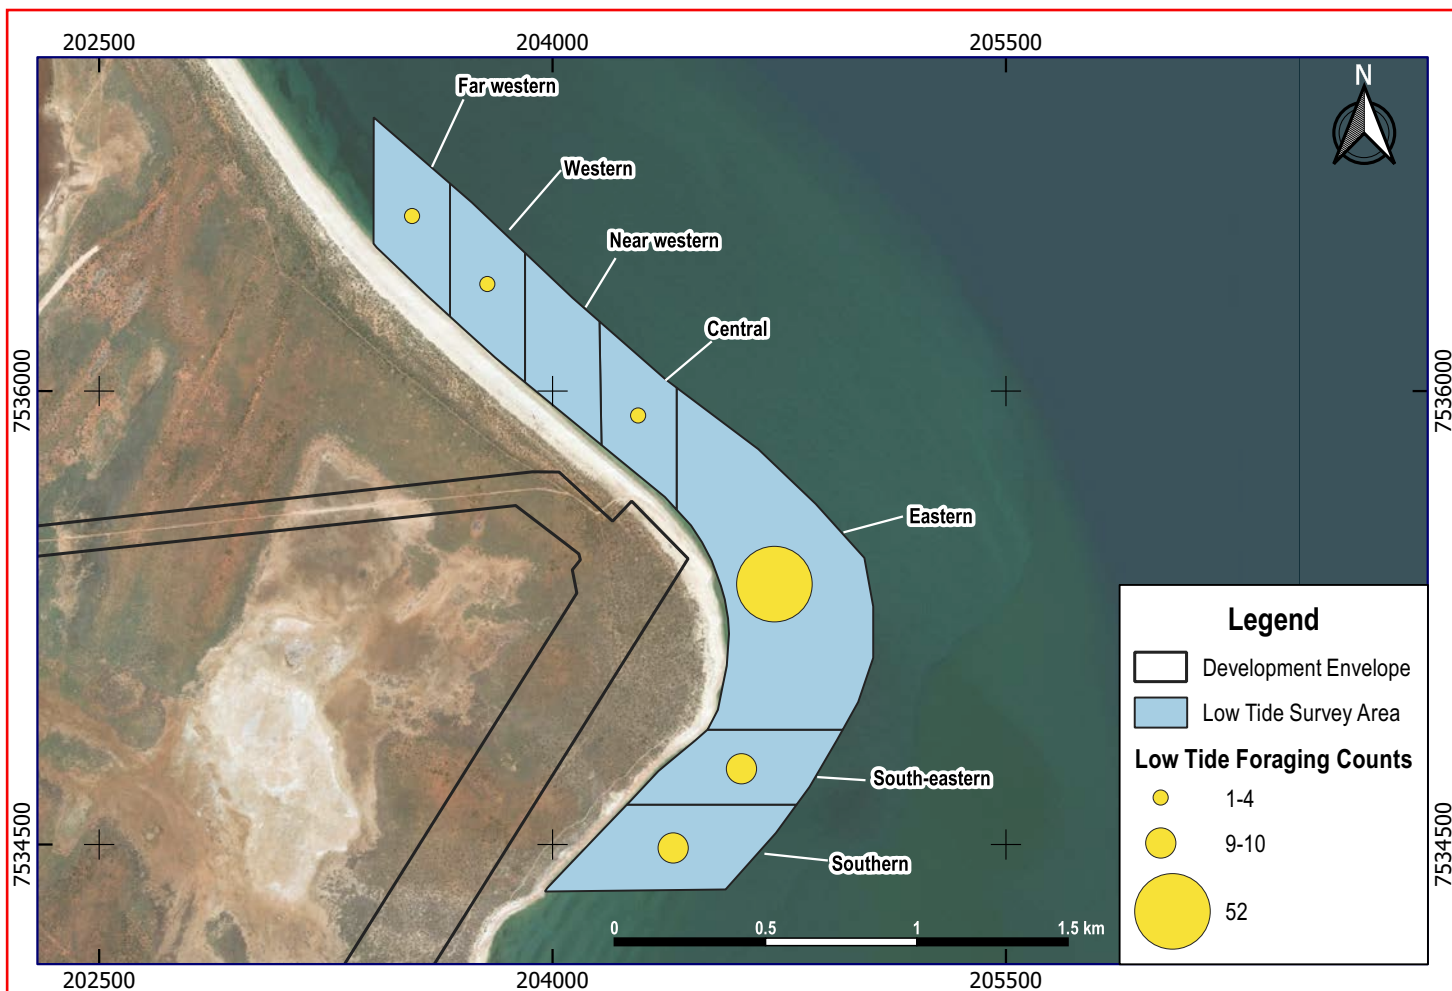 202500
204000
205500
N
Far western
Western
Near western
Central
7536000
7536000
Eastern
Legend
Development Envelope
Low Tide Survey Area
Low Tide Foraging Counts
1-4
9-10
52
South-eastern
Southern
7534500
7534500
0
0.5
1
1.5 km
202500
204000
205500